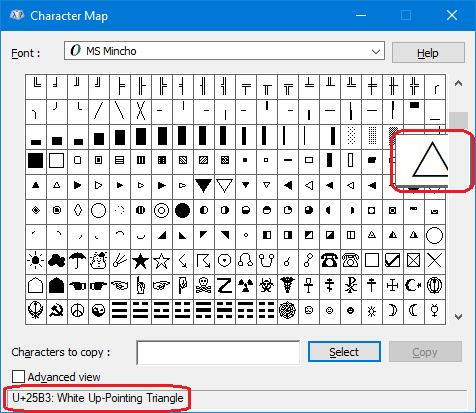 Character Map
Font : MS Mincho Help
Characters to copy : Select Copy
Advanced view
U+25B3: White Up-Pointing Triangle